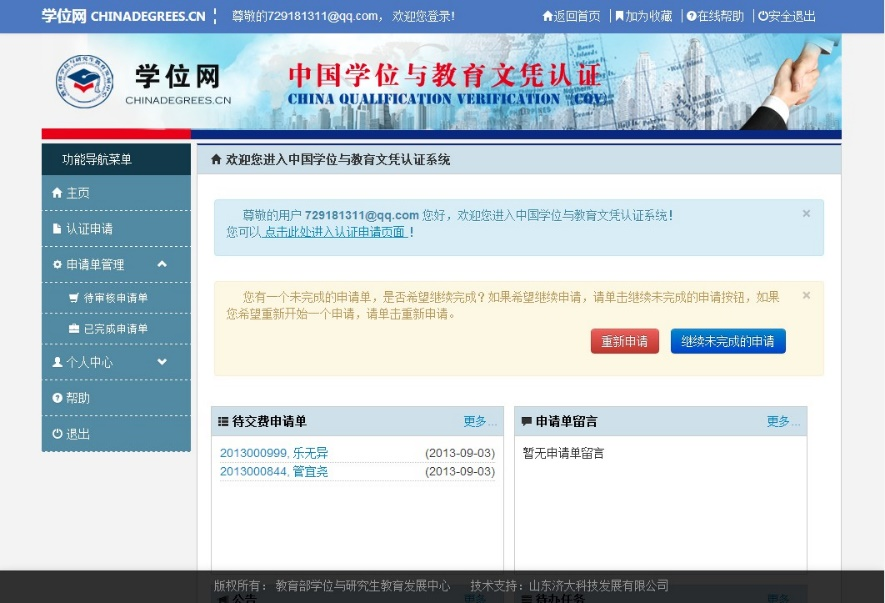 学位网 CHINADEGREES.CN ¦ 尊敬的729181311@qq.com，欢迎您登录!
返回首页 | 加为收藏 | 在线帮助 | 安全退出
学位网
CHINADEGREES.CN
中国学位与教育文凭认证
CHINA QUALIFICATION VERIFICATION (CQV)
功能导航菜单
主页
认证申请
申请单管理
待审核申请单
已完成申请单
个人中心
帮助
退出
欢迎您进入中国学位与教育文凭认证系统
尊敬的用户 729181311@qq.com 您好，欢迎您进入中国学位与教育文凭认证系统!
×
您可以 点击此处进入认证申请页面 !
您有一个未完成的申请单，是否希望继续完成？如果希望继续申请，请单击继续未完成的申请按钮，如果
×
您希望重新开始一个申请，请单击重新申请。
重新申请 继续未完成的申请
待交费申请单 更多...
2013000999, 乐无异 (2013-09-03)
2013000844, 管宜尧 (2013-09-03)
申请单留言 更多...
暂无申请单留言
版权所有： 教育部学位与研究生教育发展中心 技术支持：山东济大科技发展有限公司
公告 更多... 待办任务 更多...